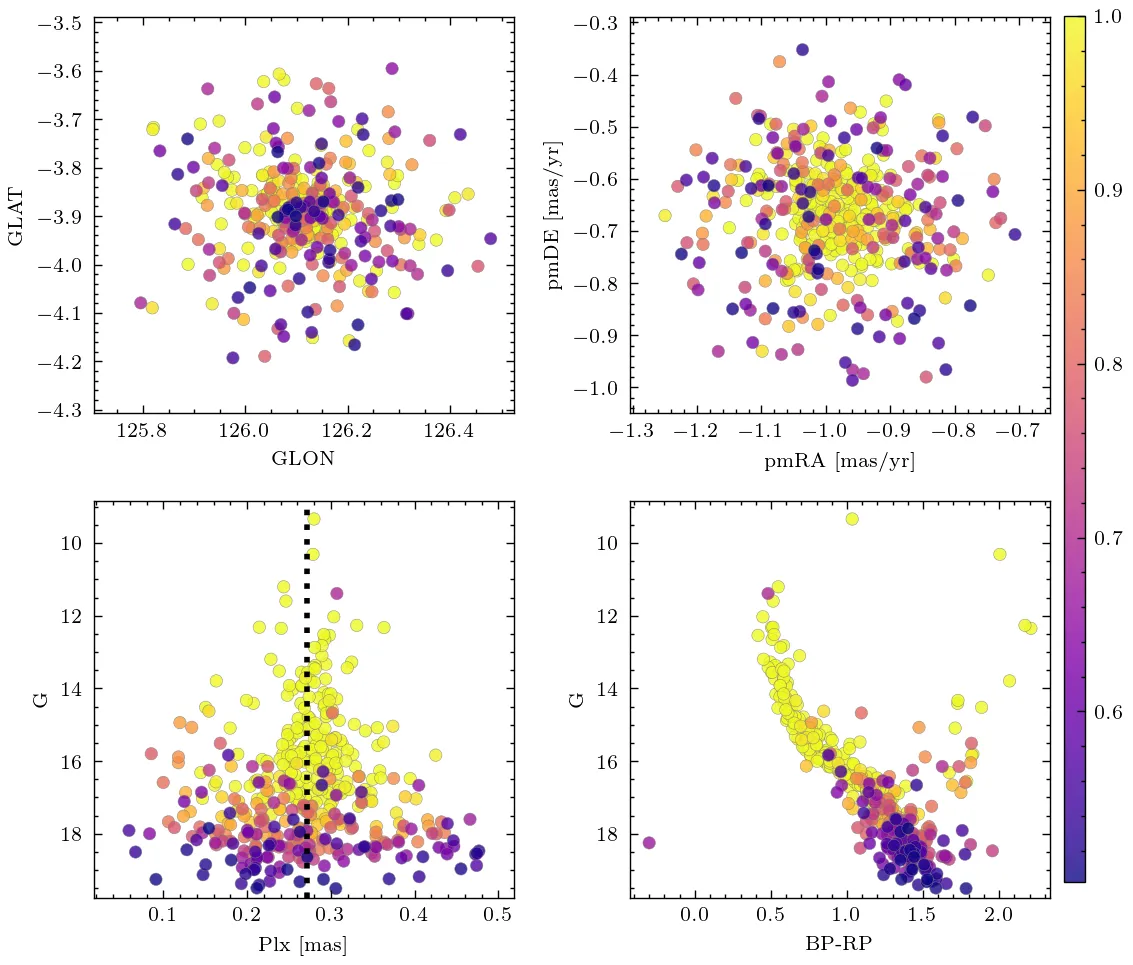 −3.5
−3.6
−3.7
−3.8
−3.9
−4.0
−4.1
−4.2
−4.3
GLAT
125.8 126.0 126.2 126.4
GLON
−0.3
−0.4
−0.5
−0.6
−0.7
−0.8
−0.9
−1.0
pmDE [mas/yr]
−1.3 −1.2 −1.1 −1.0 −0.9 −0.8 −0.7
pmRA [mas/yr]
10
12
14
16
18
G
0.1 0.2 0.3 0.4 0.5
Plx [mas]
10
12
14
16
18
G
0.0 0.5 1.0 1.5 2.0
BP-RP
1.0
0.9
0.8
0.7
0.6